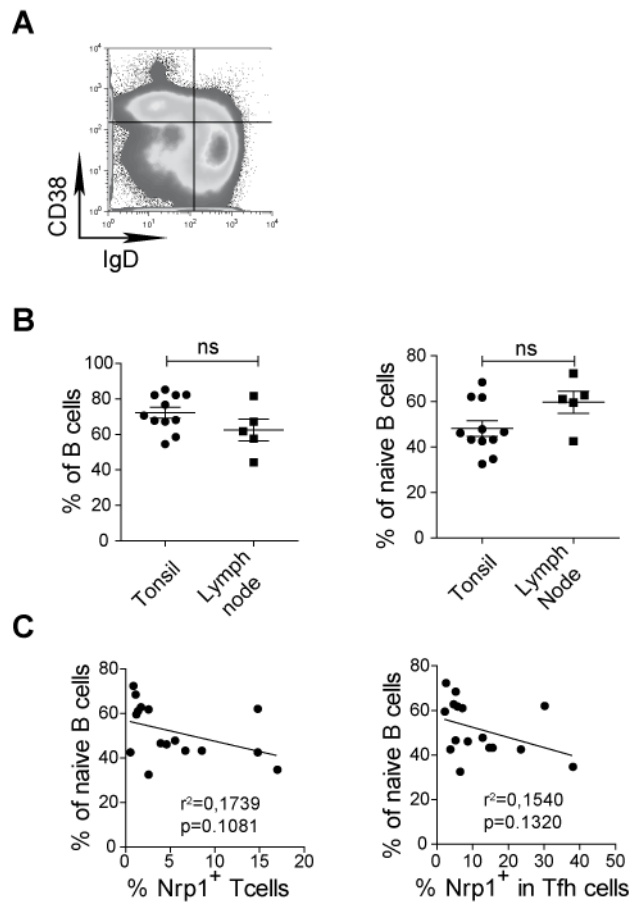 A
10⁴
10³
10²
10¹
10⁰
10⁰ 10¹ 10² 10³ 10⁴
CD38
IgD
B
ns
100
80
60
40
20
0
% of B cells
Tonsil
Lymph
node
ns
80
60
40
20
0
% of naive B cells
Tonsil
Lymph
Node
C
80
60
40
20
0
% of naive B cells
r²=0,1739
p=0.1081
0 5 10 15 20
% Nrp1⁺ Tcells
80
60
40
20
0
% of naive B cells
r²=0,1540
p=0.1320
0 10 20 30 40
% Nrp1⁺ in Tfh cells